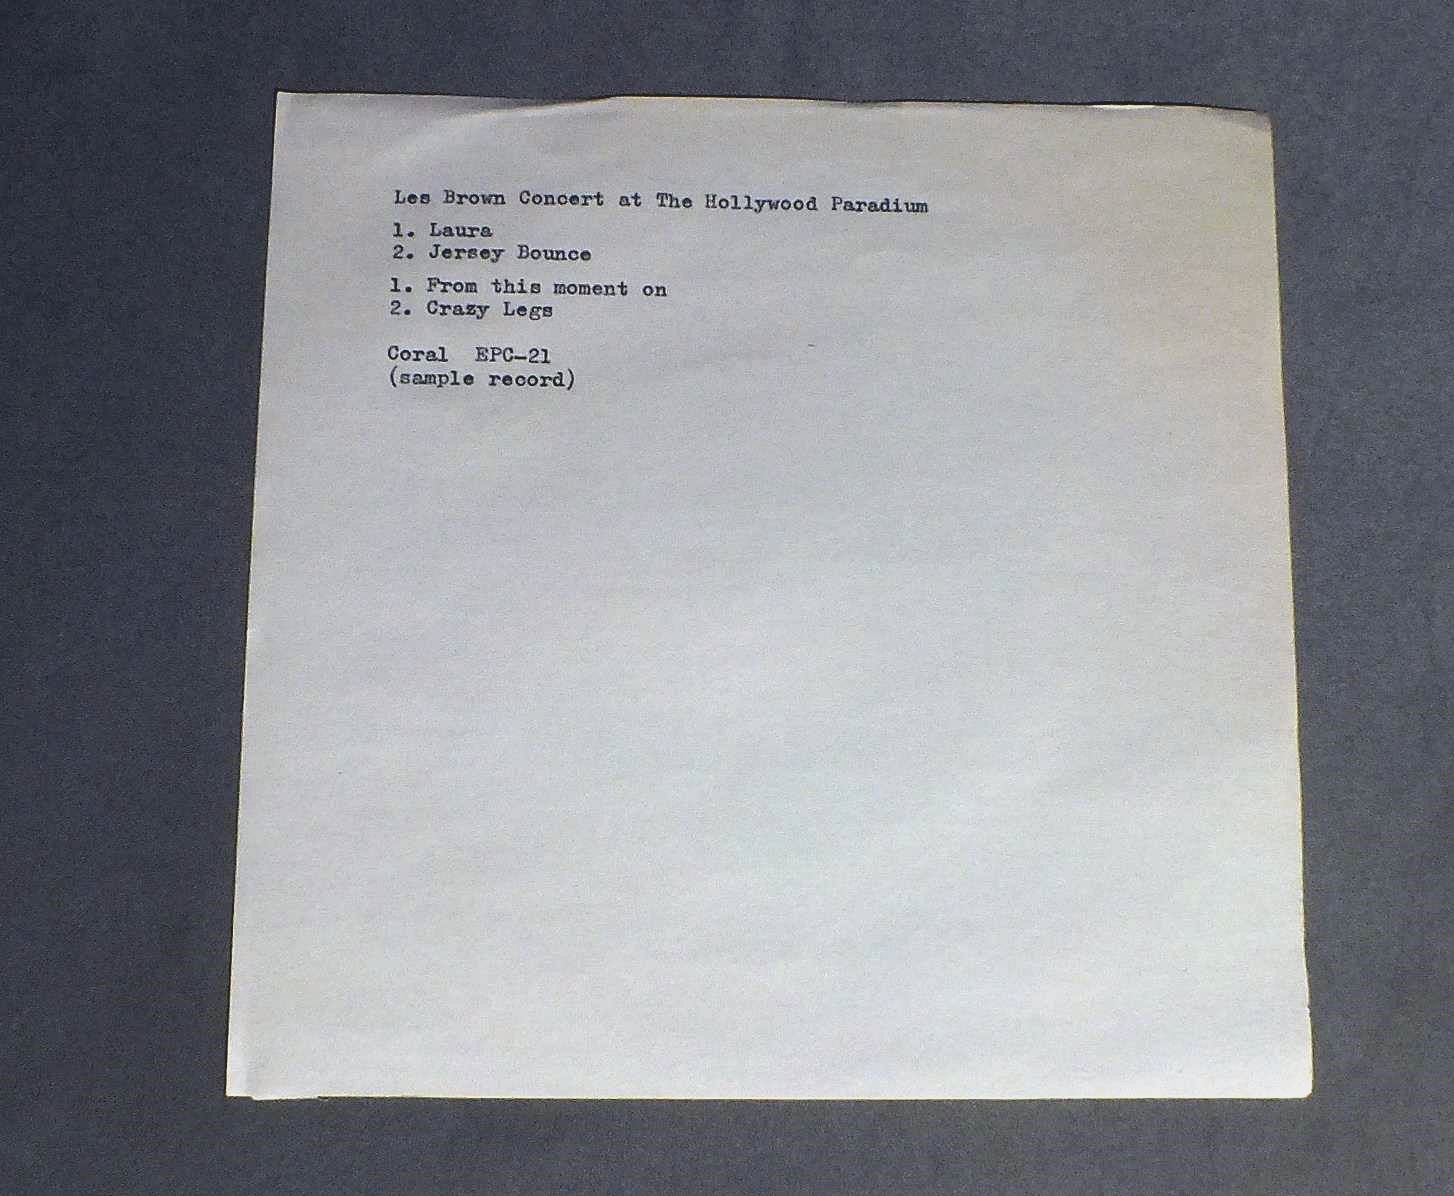 Les Brown Concert at The Hollywood Paradium
1. Laura
2. Jersey Bounce
1. From this moment on
2. Crazy Legs
Coral  EPC-21
(sample record)